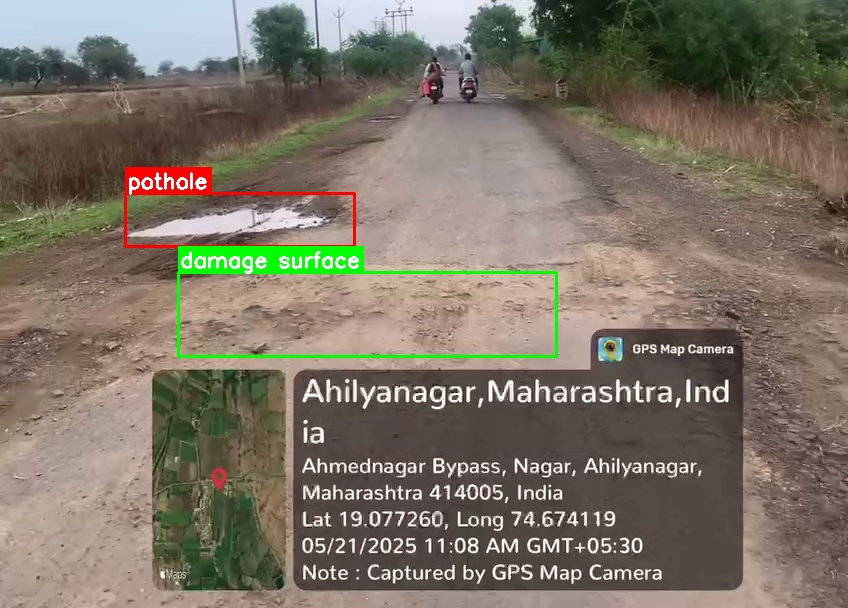 pothole
damage surface
GPS Map Camera
Ahilyanagar,Maharashtra,Ind
ia
Ahmednagar Bypass, Nagar, Ahilyanagar,
Maharashtra 414005, India
Lat 19.077260, Long 74.674119
05/21/2025 11:08 AM GMT+05:30
Note : Captured by GPS Map Camera
Maps